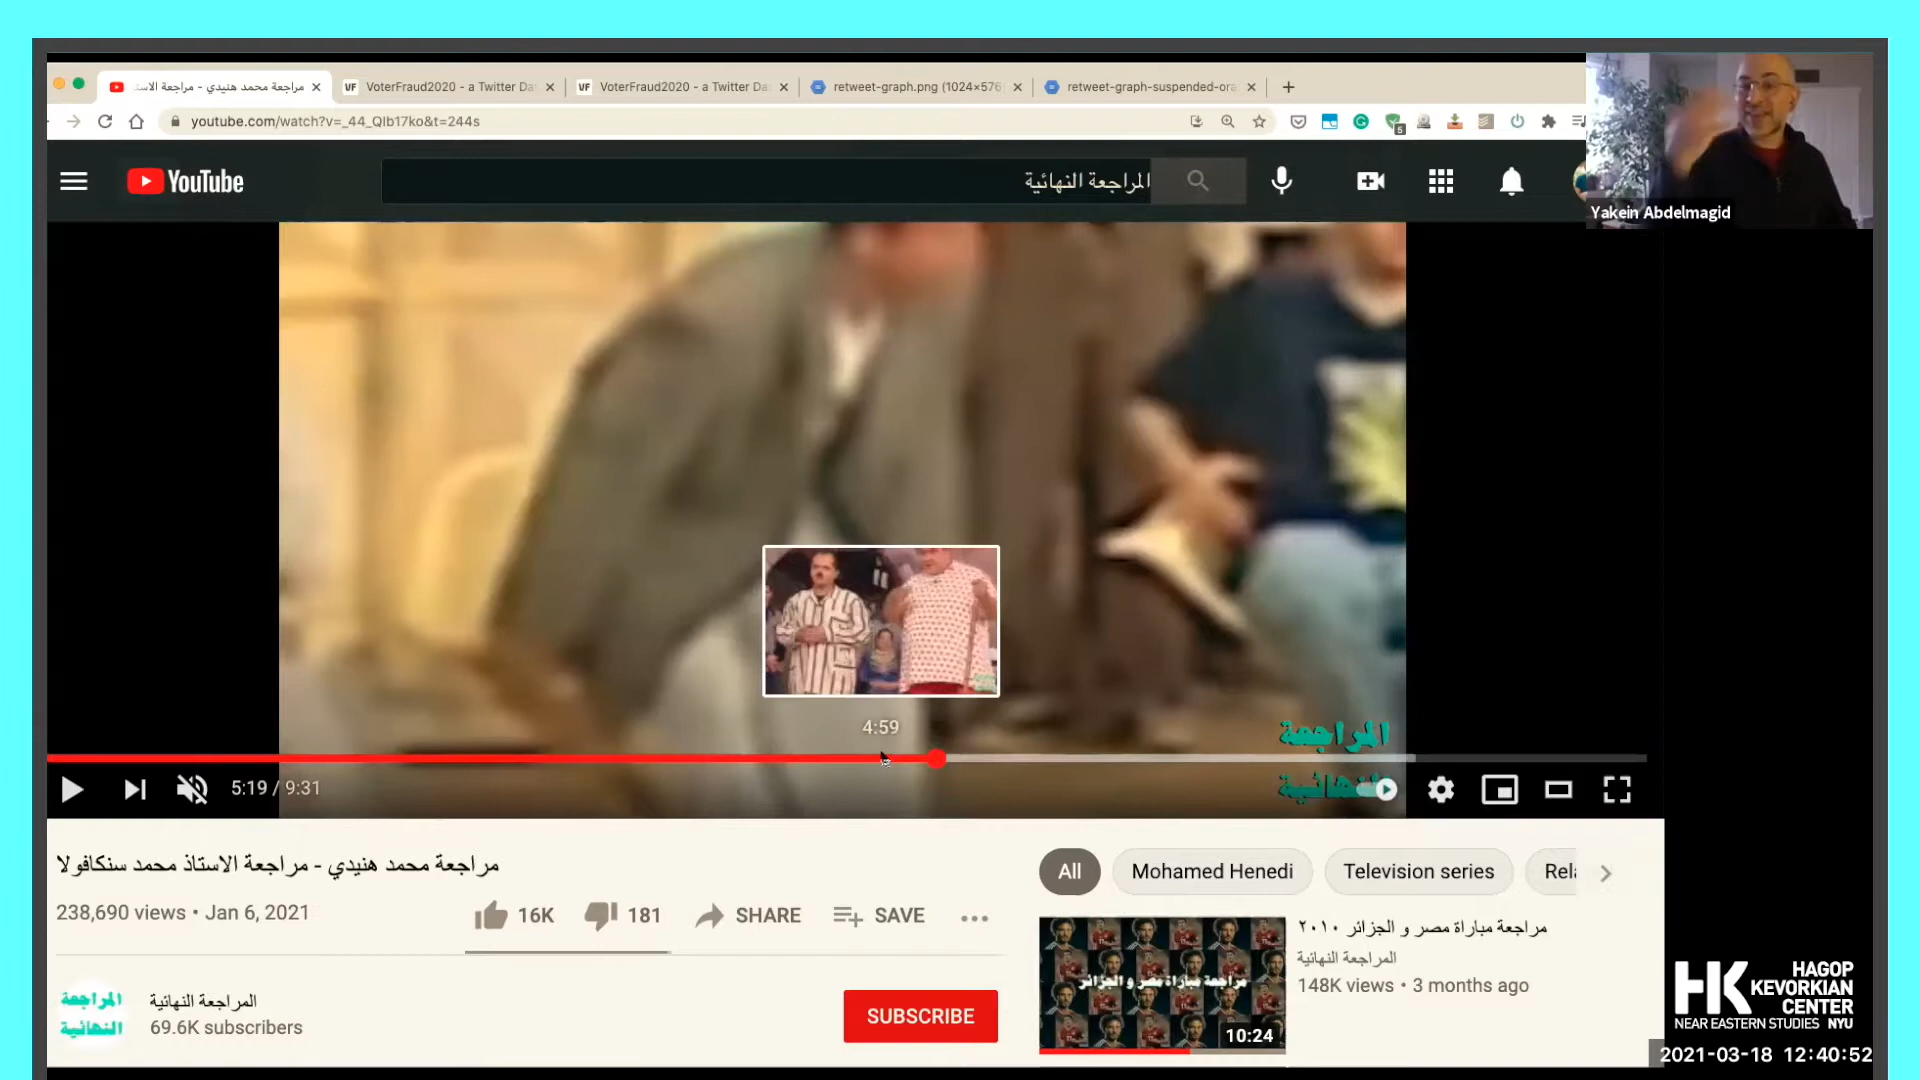 مراجعة محمد هنيدي - مراجعة الاست
VoterFraud2020 - a Twitter Da
VoterFraud2020 - a Twitter Da
retweet-graph.png (1024×576
retweet-graph-suspended-ora
youtube.com/watch?v=_44_QIb17ko&t=244s
5
YouTube
المراجعة النهائية
Yakein Abdelmagid
4:59
المراجعة
النهائية
5:19 / 9:31
مراجعة محمد هنيدي - مراجعة الاستاذ محمد سنكافولا
238,690 views • Jan 6, 2021
16K
181
SHARE
SAVE
المراجعة
النهائية
المراجعة النهائية
69.6K subscribers
SUBSCRIBE
All
Mohamed Henedi
Television series
Rela
مراجعة مباراة مصر و الجزائر
10:24
مراجعة مباراة مصر و الجزائر ٢٠١٠
المراجعة النهائية
148K views • 3 months ago
HK HAGOP
KEVORKIAN
CENTER
NEAR EASTERN STUDIES NYU
2021-03-18 12:40:52